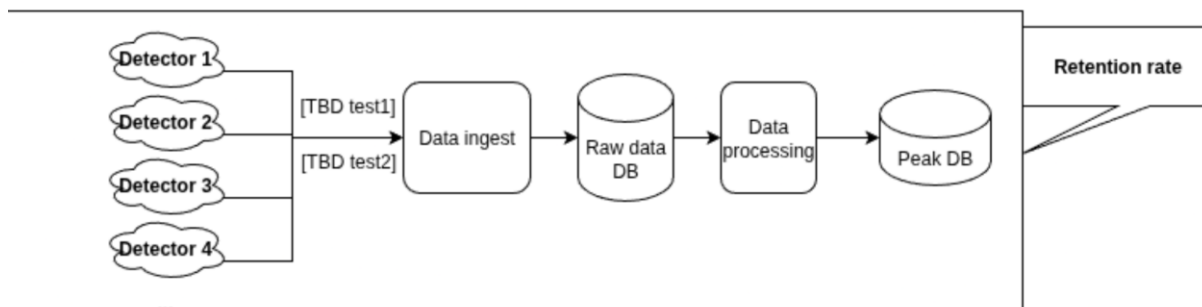 Detector 1
Detector 2
Detector 3
Detector 4
[TBD test1]
[TBD test2]
Data ingest
Raw data
DB
Data
processing
Peak DB
Retention rate